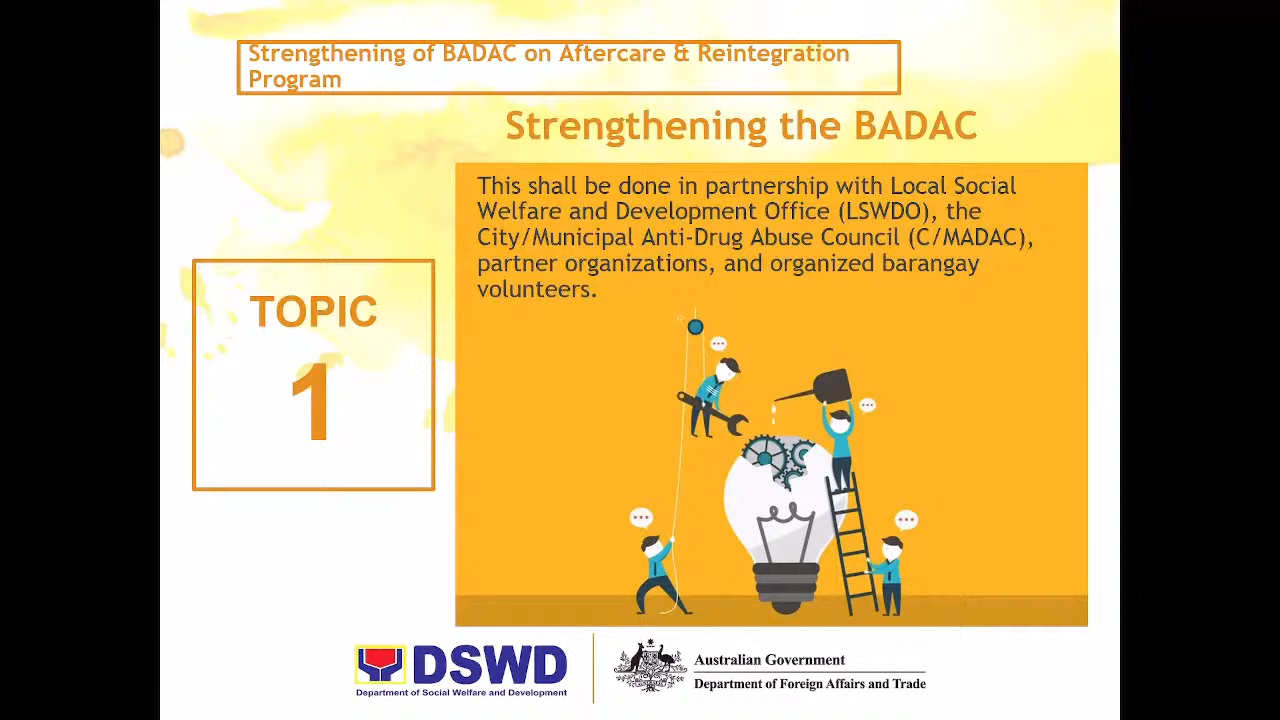 Strengthening of BADAC on Aftercare & Reintegration
Program
Strengthening the BADAC
This shall be done in partnership with Local Social
Welfare and Development Office (LSWDO), the
City/Municipal Anti-Drug Abuse Council (C/MADAC),
partner organizations, and organized barangay
volunteers.
TOPIC
1
DSWD
Department of Social Welfare and Development
Australian Government
Department of Foreign Affairs and Trade